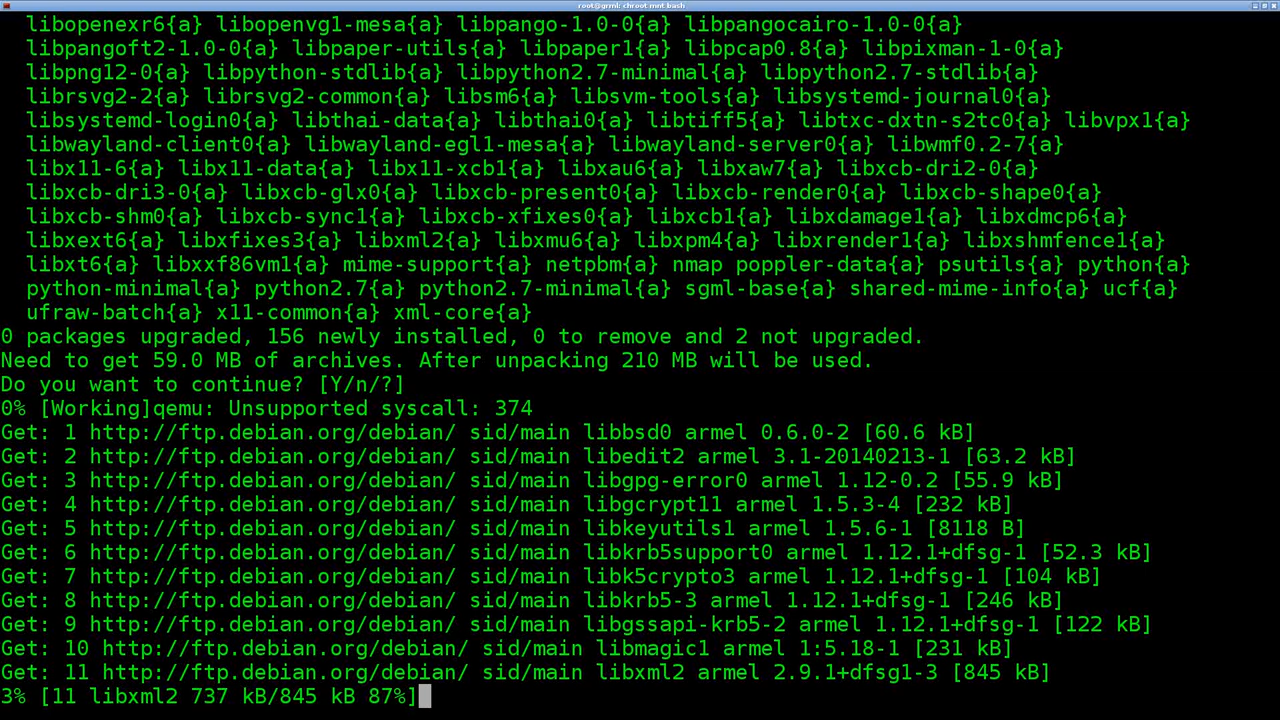 root@grml: chroot mnt bash
libopenexr6{a} libopenvg1-mesa{a} libpango-1.0-0{a} libpangocairo-1.0-0{a}
libpangoft2-1.0-0{a} libpaper-utils{a} libpaper1{a} libpcap0.8{a} libpixman-1-0{a}
libpng12-0{a} libpython-stdlib{a} libpython2.7-minimal{a} libpython2.7-stdlib{a}
librsvg2-2{a} librsvg2-common{a} libsm6{a} libsvm-tools{a} libsystemd-journal0{a}
libsystemd-login0{a} libthai-data{a} libthai0{a} libtiff5{a} libtxc-dxtn-s2tc0{a} libvpx1{a}
libwayland-client0{a} libwayland-egl1-mesa{a} libwayland-server0{a} libwmf0.2-7{a}
libx11-6{a} libx11-data{a} libx11-xcb1{a} libxau6{a} libxaw7{a} libxcb-dri2-0{a}
libxcb-dri3-0{a} libxcb-glx0{a} libxcb-present0{a} libxcb-render0{a} libxcb-shape0{a}
libxcb-shm0{a} libxcb-sync1{a} libxcb-xfixes0{a} libxcb1{a} libxdamage1{a} libxdmcp6{a}
libxext6{a} libxfixes3{a} libxml2{a} libxmu6{a} libxpm4{a} libxrender1{a} libxshmfence1{a}
libxt6{a} libxxf86vm1{a} mime-support{a} netpbm{a} nmap poppler-data{a} psutils{a} python{a}
python-minimal{a} python2.7{a} python2.7-minimal{a} sgml-base{a} shared-mime-info{a} ucf{a}
ufraw-batch{a} x11-common{a} xml-core{a}
0 packages upgraded, 156 newly installed, 0 to remove and 2 not upgraded.
Need to get 59.0 MB of archives. After unpacking 210 MB will be used.
Do you want to continue? [Y/n/?]
0% [Working]qemu: Unsupported syscall: 374
Get: 1 http://ftp.debian.org/debian/ sid/main libbsd0 armel 0.6.0-2 [60.6 kB]
Get: 2 http://ftp.debian.org/debian/ sid/main libedit2 armel 3.1-20140213-1 [63.2 kB]
Get: 3 http://ftp.debian.org/debian/ sid/main libgpg-error0 armel 1.12-0.2 [55.9 kB]
Get: 4 http://ftp.debian.org/debian/ sid/main libgcrypt11 armel 1.5.3-4 [232 kB]
Get: 5 http://ftp.debian.org/debian/ sid/main libkeyutils1 armel 1.5.6-1 [8118 B]
Get: 6 http://ftp.debian.org/debian/ sid/main libkrb5support0 armel 1.12.1+dfsg-1 [52.3 kB]
Get: 7 http://ftp.debian.org/debian/ sid/main libk5crypto3 armel 1.12.1+dfsg-1 [104 kB]
Get: 8 http://ftp.debian.org/debian/ sid/main libkrb5-3 armel 1.12.1+dfsg-1 [246 kB]
Get: 9 http://ftp.debian.org/debian/ sid/main libgssapi-krb5-2 armel 1.12.1+dfsg-1 [122 kB]
Get: 10 http://ftp.debian.org/debian/ sid/main libmagic1 armel 1:5.18-1 [231 kB]
Get: 11 http://ftp.debian.org/debian/ sid/main libxml2 armel 2.9.1+dfsg1-3 [845 kB]
3% [11 libxml2 737 kB/845 kB 87%]